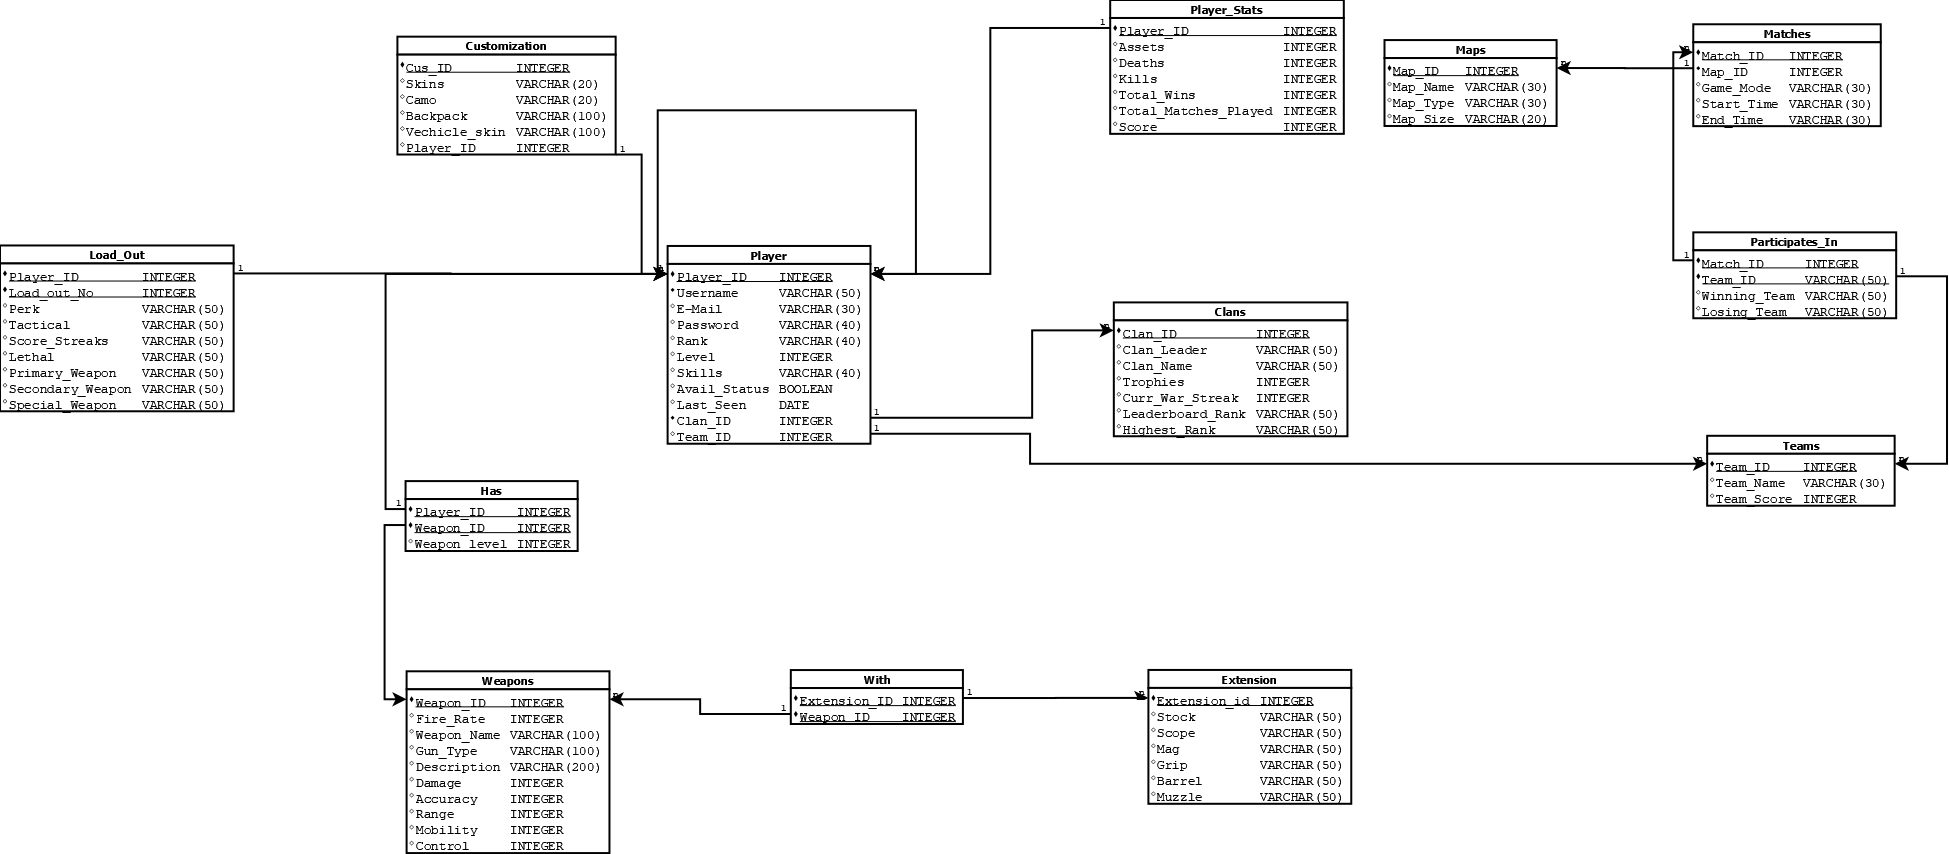 Customization
Cus_ID INTEGER
Skins VARCHAR(20)
Camo VARCHAR(20)
Backpack VARCHAR(100)
Vechicle_skin VARCHAR(100)
Player_ID INTEGER
1
Player_Stats
Player_ID INTEGER
Assets INTEGER
Deaths INTEGER
Kills INTEGER
Total_Wins INTEGER
Total_Matches_Played INTEGER
Score INTEGER
1
Maps
Map_ID INTEGER
Map_Name VARCHAR(30)
Map_Type VARCHAR(30)
Map_Size VARCHAR(20)
Matches
Match_ID INTEGER
Map_ID INTEGER
Game_Mode VARCHAR(30)
Start_Time VARCHAR(30)
End_Time VARCHAR(30)
1
Load_Out
Player_ID INTEGER
Load_out_No INTEGER
Perk VARCHAR(50)
Tactical VARCHAR(50)
Score_Streaks VARCHAR(50)
Lethal VARCHAR(50)
Primary_Weapon VARCHAR(50)
Secondary_Weapon VARCHAR(50)
Special_Weapon VARCHAR(50)
1
Player
Player_ID INTEGER
Username VARCHAR(50)
E-Mail VARCHAR(30)
Password VARCHAR(40)
Rank VARCHAR(40)
Level INTEGER
Skills VARCHAR(40)
Avail_Status BOOLEAN
Last_Seen DATE
Clan_ID INTEGER
Team_ID INTEGER
1
1
Clans
Clan_ID INTEGER
Clan_Leader VARCHAR(50)
Clan_Name VARCHAR(50)
Trophies INTEGER
Curr_War_Streak INTEGER
Leaderboard_Rank VARCHAR(50)
Highest_Rank VARCHAR(50)
Participates_In
Match_ID INTEGER
Team_ID VARCHAR(50)
Winning_Team VARCHAR(50)
Losing_Team VARCHAR(50)
1
1
Teams
Team_ID INTEGER
Team_Name VARCHAR(30)
Team_Score INTEGER
Has
Player_ID INTEGER
Weapon_ID INTEGER
Weapon_level INTEGER
1
Weapons
Weapon_ID INTEGER
Fire_Rate INTEGER
Weapon_Name VARCHAR(100)
Gun_Type VARCHAR(100)
Description VARCHAR(200)
Damage INTEGER
Accuracy INTEGER
Range INTEGER
Mobility INTEGER
Control INTEGER
With
Extension_ID INTEGER
Weapon_ID INTEGER
1
1
Extension
Extension_id INTEGER
Stock VARCHAR(50)
Scope VARCHAR(50)
Mag VARCHAR(50)
Grip VARCHAR(50)
Barrel VARCHAR(50)
Muzzle VARCHAR(50)